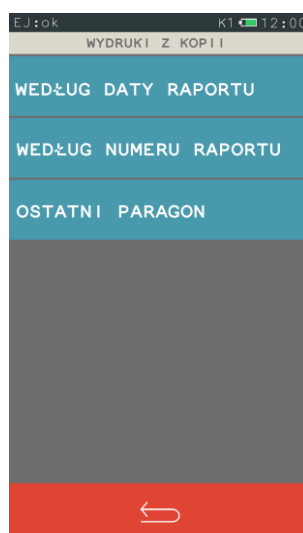 EJ:ok K1 12:00
WYDRUKI Z KOPII
WEDŁUG DATY RAPORTU
WEDŁUG NUMERU RAPORTU
OSTATNI PARAGON